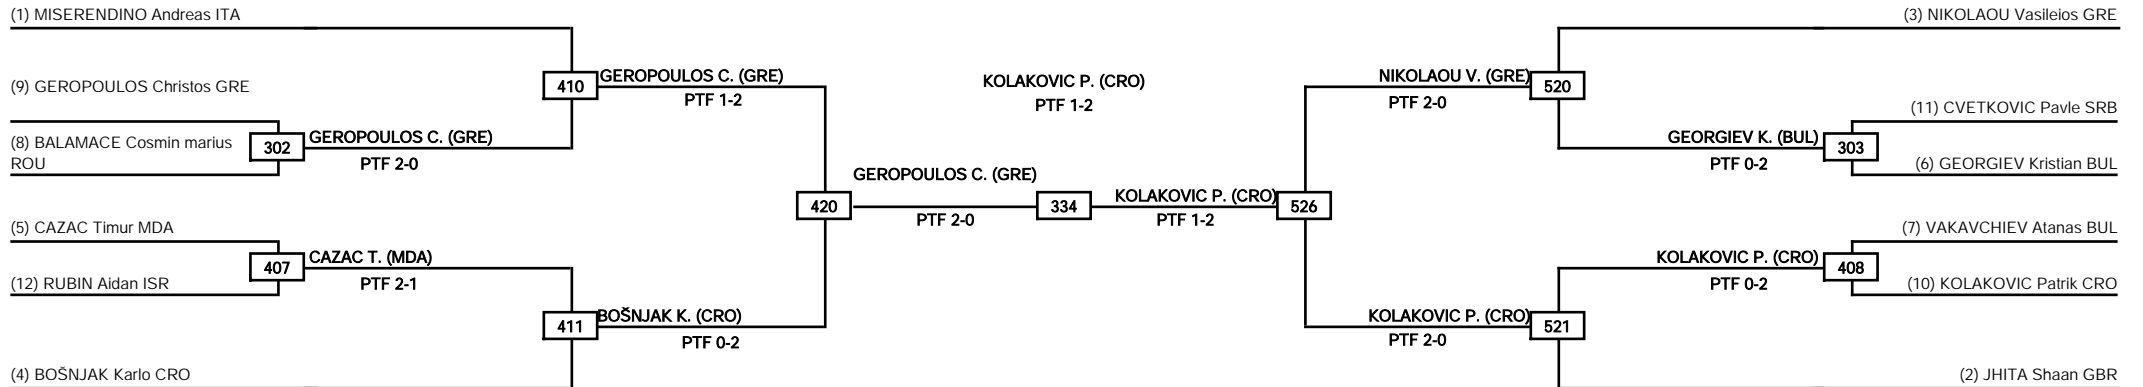 (1) MISERENDINO Andreas ITA
(3) NIKOLAOU Vasileios GRE
(9) GEROPOULOS Christos GRE
410
GEROPOULOS C. (GRE)
PTF 1-2
KOLAKOVIC P. (CRO)
PTF 1-2
NIKOLAOU V. (GRE)
PTF 2-0
520
(11) CVETKOVIC Pavle SRB
(8) BALAMACE Cosmin marius
ROU
302
GEROPOULOS C. (GRE)
PTF 2-0
GEORGIEV K. (BUL)
PTF 0-2
303
(6) GEORGIEV Kristian BUL
420
GEROPOULOS C. (GRE)
PTF 2-0
334
KOLAKOVIC P. (CRO)
PTF 1-2
526
(5) CAZAC Timur MDA
(7) VAKAVCHIEV Atanas BUL
407
CAZAC T. (MDA)
PTF 2-1
KOLAKOVIC P. (CRO)
PTF 0-2
408
(12) RUBIN Aidan ISR
(10) KOLAKOVIC Patrik CRO
411
BOŠNJAK K. (CRO)
PTF 0-2
KOLAKOVIC P. (CRO)
PTF 2-0
521
(4) BOŠNJAK Karlo CRO
(2) JHITA Shaan GBR